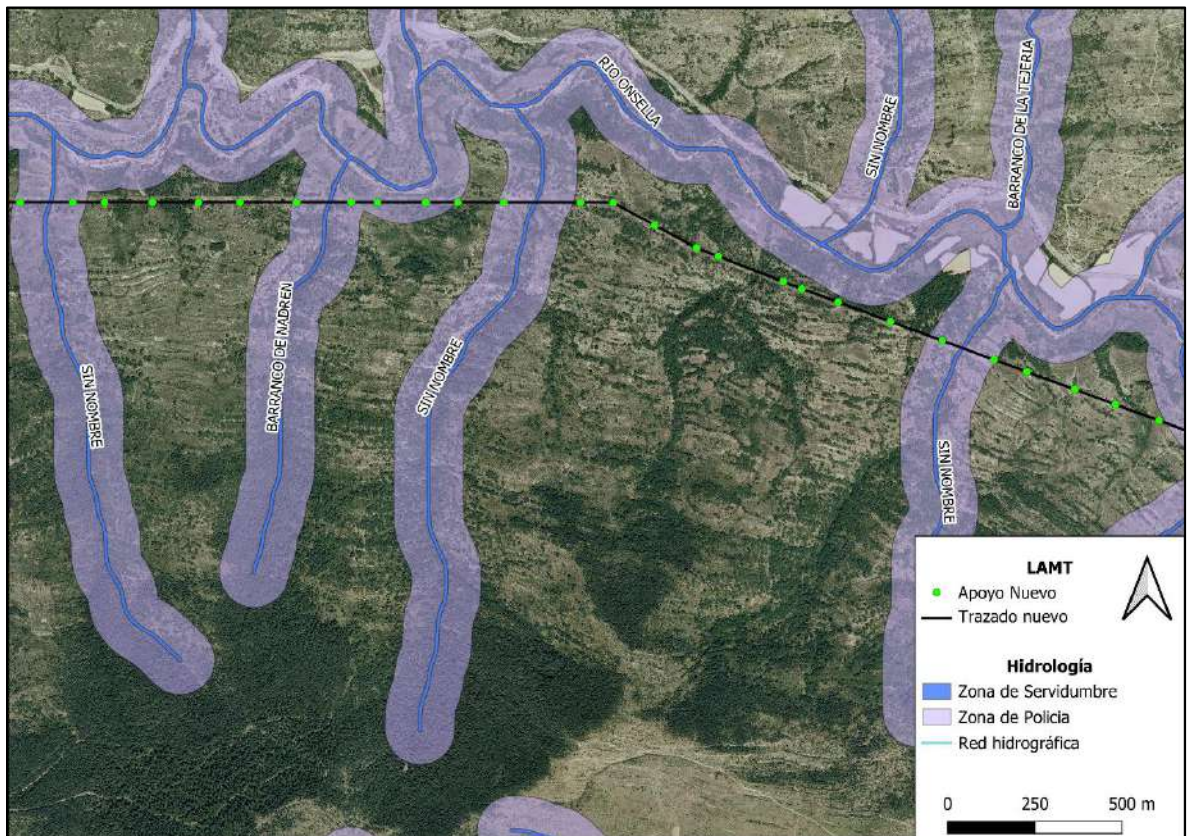 RIO ONSELLA
SIN NOMBRE
BARRANCO DE LA TEJERIA
SIN NOMBRE
BARRANCO DE NADREN
SIN NOMBRE
SIN NOMBRE
LAMT
Apoyo Nuevo
Trazado nuevo
Hidrología
Zona de Servidumbre
Zona de Policia
Red hidrográfica
0 250 500 m